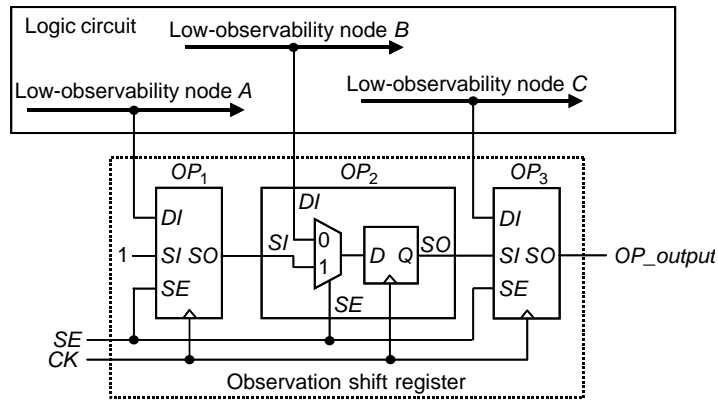 Logic circuit
Low-observability node B
Low-observability node A
Low-observability node C
OP1
OP2
OP3
DI
DI
DI
SI
0
1
SI SO
1
SI
D Q
SO
SI SO
OP_output
SE
SE
SE
SE
CK
Observation shift register